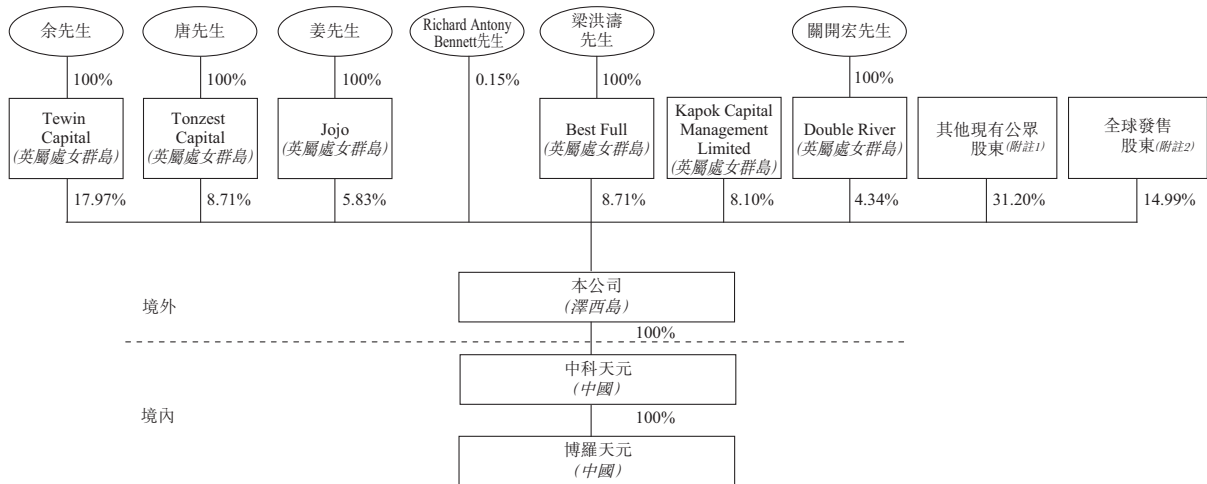 余先生
唐先生
姜先生
Richard Antony
Bennett先生
梁洪濤
先生
關開宏先生
100%
100%
100%
0.15%
100%
100%
Tewin
Capital
(英屬處女群島)
Tonzest
Capital
(英屬處女群島)
Jojo
(英屬處女群島)
Best Full
(英屬處女群島)
Kapok Capital
Management
Limited
(英屬處女群島)
Double River
(英屬處女群島)
其他現有公眾
股東(附註1)
全球發售
股東(附註2)
17.97%
8.71%
5.83%
8.71%
8.10%
4.34%
31.20%
14.99%
本公司
(澤西島)
境外
100%
中科天元
(中國)
境內
100%
博羅天元
(中國)